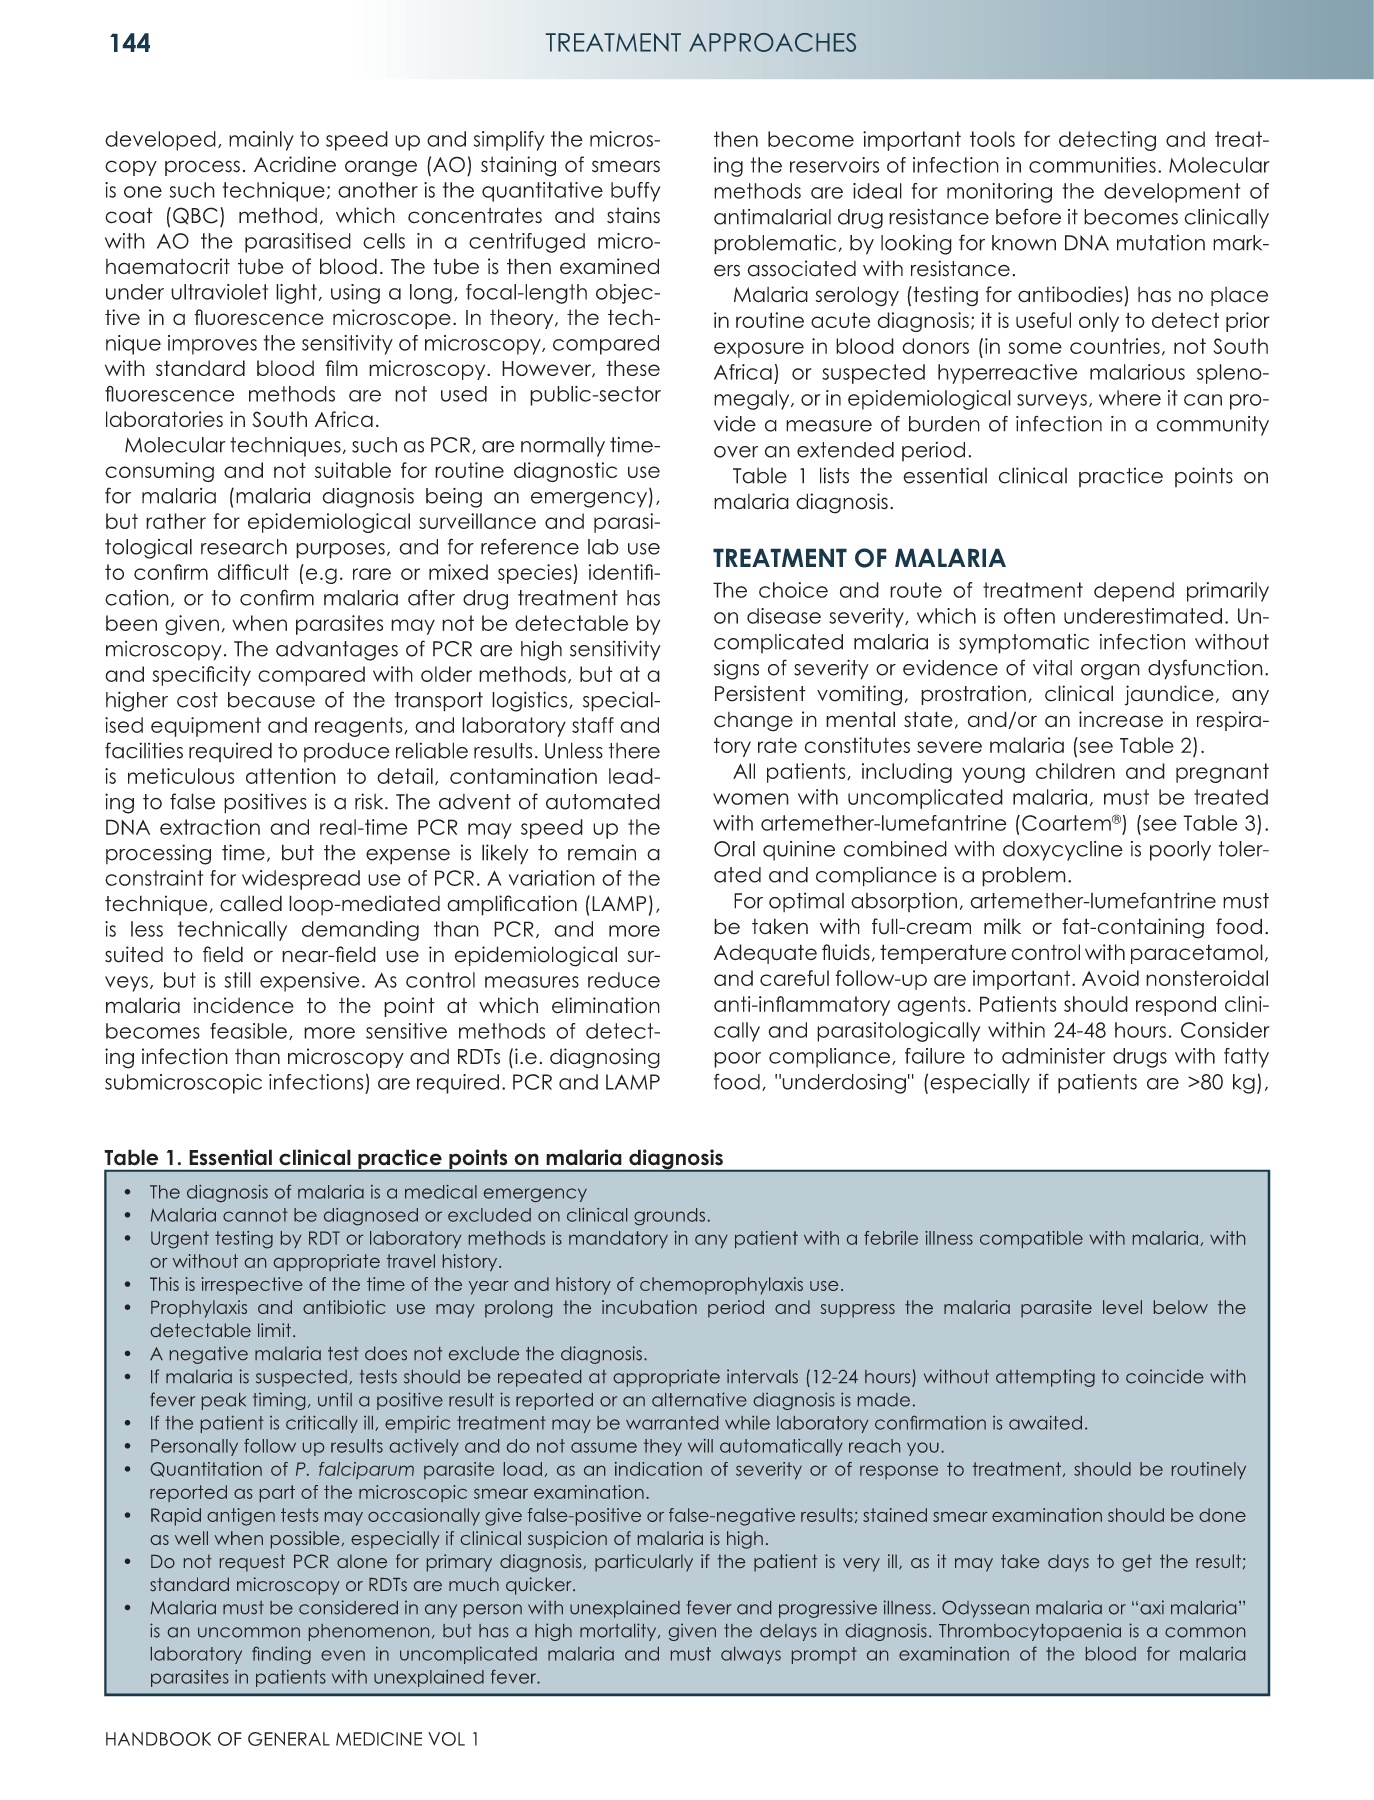 144
TREATMENT APPROACHES
developed, mainly to speed up and simplify the micros-
copy process. Acridine orange (AO) staining of smears
is one such technique; another is the quantitative buffy
coat (QBC) method, which concentrates and stains
with AO the parasitised cells in a centrifuged micro-
haematocrit tube of blood. The tube is then examined
under ultraviolet light, using a long, focal-length objec-
tive in a fluorescence microscope. In theory, the tech-
nique improves the sensitivity of microscopy, compared
with standard blood film microscopy. However, these
fluorescence methods are not used in public-sector
laboratories in South Africa.
Molecular techniques, such as PCR, are normally time-
consuming and not suitable for routine diagnostic use
for malaria (malaria diagnosis being an emergency),
but rather for epidemiological surveillance and parasi-
tological research purposes, and for reference lab use
to confirm difficult (e.g. rare or mixed species) identifi-
cation, or to confirm malaria after drug treatment has
been given, when parasites may not be detectable by
microscopy. The advantages of PCR are high sensitivity
and specificity compared with older methods, but at a
higher cost because of the transport logistics, special-
ised equipment and reagents, and laboratory staff and
facilities required to produce reliable results. Unless there
is meticulous attention to detail, contamination lead-
ing to false positives is a risk. The advent of automated
DNA extraction and real-time PCR may speed up the
processing time, but the expense is likely to remain a
constraint for widespread use of PCR. A variation of the
technique, called loop-mediated amplification (LAMP),
is less technically demanding than PCR, and more
suited to field or near-field use in epidemiological sur-
veys, but is still expensive. As control measures reduce
malaria incidence to the point at which elimination
becomes feasible, more sensitive methods of detect-
ing infection than microscopy and RDTs (i.e. diagnosing
submicroscopic infections) are required. PCR and LAMP
then become important tools for detecting and treat-
ing the reservoirs of infection in communities. Molecular
methods are ideal for monitoring the development of
antimalarial drug resistance before it becomes clinically
problematic, by looking for known DNA mutation mark-
ers associated with resistance.
Malaria serology (testing for antibodies) has no place
in routine acute diagnosis; it is useful only to detect prior
exposure in blood donors (in some countries, not South
Africa) or suspected hyperreactive malarious spleno-
megaly, or in epidemiological surveys, where it can pro-
vide a measure of burden of infection in a community
over an extended period.
Table 1 lists the essential clinical practice points on
malaria diagnosis.
TREATMENT OF MALARIA
The choice and route of treatment depend primarily
on disease severity, which is often underestimated. Un-
complicated malaria is symptomatic infection without
signs of severity or evidence of vital organ dysfunction.
Persistent vomiting, prostration, clinical jaundice, any
change in mental state, and/or an increase in respira-
tory rate constitutes severe malaria (see Table 2).
All patients, including young children and pregnant
women with uncomplicated malaria, must be treated
with artemether-lumefantrine (Coartem®) (see Table 3).
Oral quinine combined with doxycycline is poorly toler-
ated and compliance is a problem.
For optimal absorption, artemether-lumefantrine must
be taken with full-cream milk or fat-containing food.
Adequate fluids, temperature control with paracetamol,
and careful follow-up are important. Avoid nonsteroidal
anti-inflammatory agents. Patients should respond clini-
cally and parasitologically within 24-48 hours. Consider
poor compliance, failure to administer drugs with fatty
food, "underdosing" (especially if patients are >80 kg),
Table 1. Essential clinical practice points on malaria diagnosis
• The diagnosis of malaria is a medical emergency
• Malaria cannot be diagnosed or excluded on clinical grounds.
• Urgent testing by RDT or laboratory methods is mandatory in any patient with a febrile illness compatible with malaria, with
or without an appropriate travel history.
• This is irrespective of the time of the year and history of chemoprophylaxis use.
• Prophylaxis and antibiotic use may prolong the incubation period and suppress the malaria parasite level below the
detectable limit.
• A negative malaria test does not exclude the diagnosis.
• If malaria is suspected, tests should be repeated at appropriate intervals (12-24 hours) without attempting to coincide with
fever peak timing, until a positive result is reported or an alternative diagnosis is made.
• If the patient is critically ill, empiric treatment may be warranted while laboratory confirmation is awaited.
• Personally follow up results actively and do not assume they will automatically reach you.
• Quantitation of P. falciparum parasite load, as an indication of severity or of response to treatment, should be routinely
reported as part of the microscopic smear examination.
• Rapid antigen tests may occasionally give false-positive or false-negative results; stained smear examination should be done
as well when possible, especially if clinical suspicion of malaria is high.
• Do not request PCR alone for primary diagnosis, particularly if the patient is very ill, as it may take days to get the result;
standard microscopy or RDTs are much quicker.
• Malaria must be considered in any person with unexplained fever and progressive illness. Odyssean malaria or “axi malaria”
is an uncommon phenomenon, but has a high mortality, given the delays in diagnosis. Thrombocytopaenia is a common
laboratory finding even in uncomplicated malaria and must always prompt an examination of the blood for malaria
parasites in patients with unexplained fever.
HANDBOOK OF GENERAL MEDICINE VOL 1